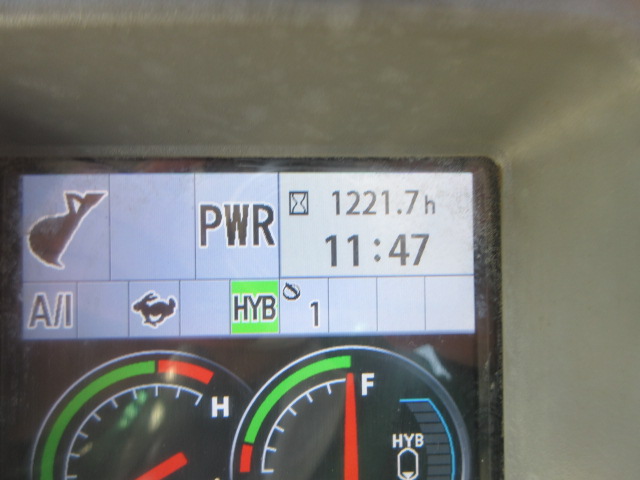 PWR
1221.7 h
11:47
A/I
HYB
1
H
F
HYB